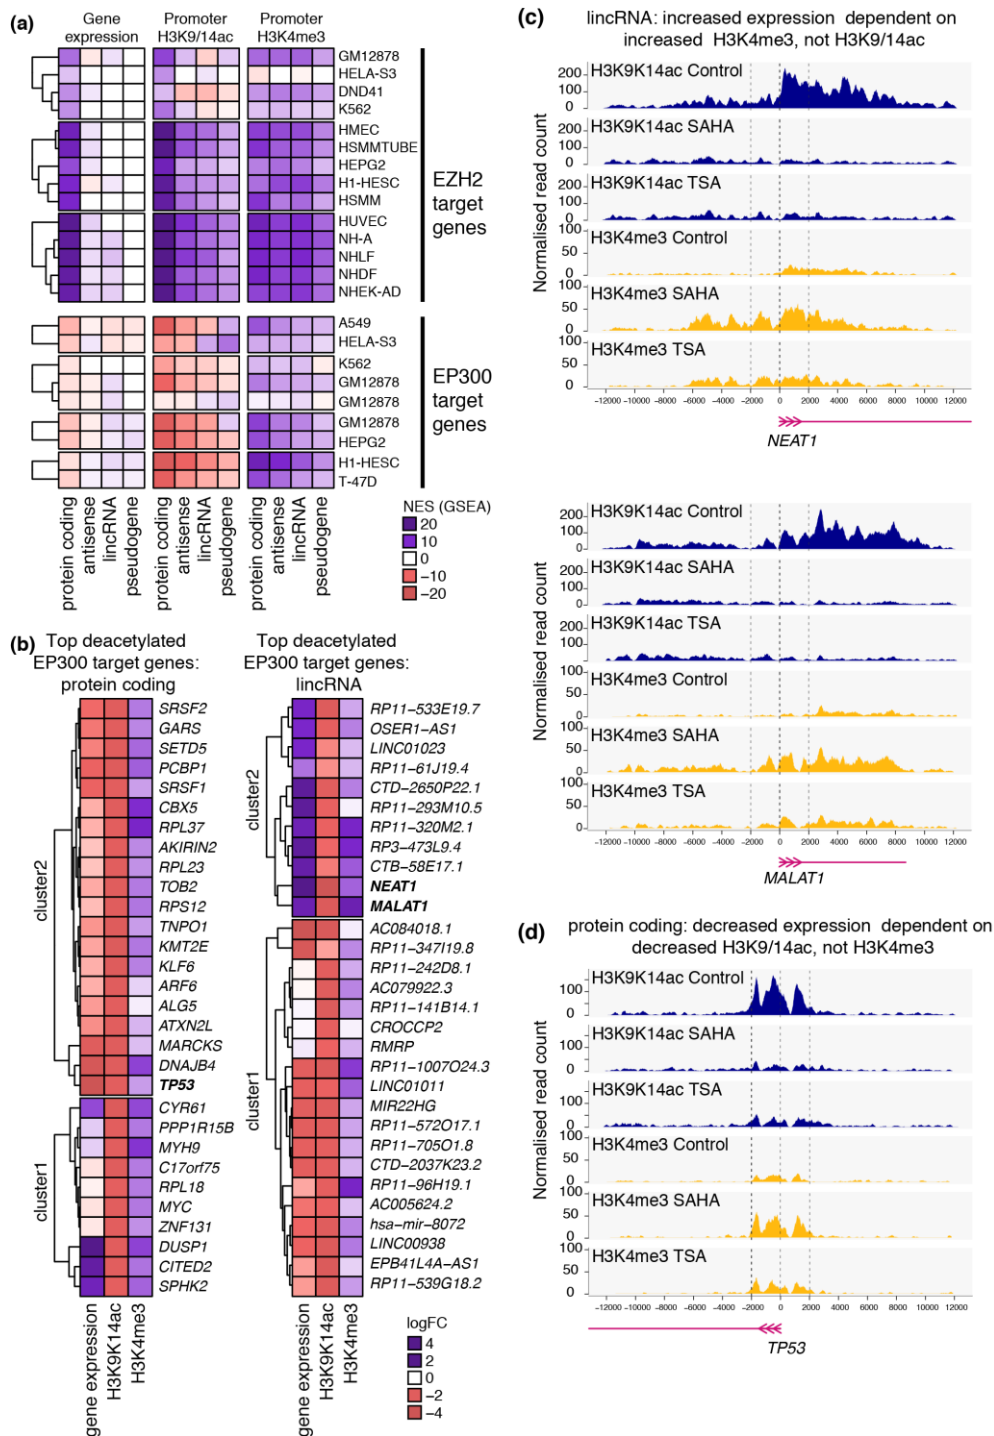 (a)
Gene
expression
Promoter
H3K9/14ac
Promoter
H3K4me3
GM12878
HELA-S3
DND41
K562
HMEC
HSMMTUBE
HEPG2
H1-HESC
HSMM
HUVEC
NH-A
NHLF
NHDF
NHEK-AD
EZH2
target
genes
A549
HELA-S3
K562
GM12878
GM12878
GM12878
HEPG2
H1-HESC
T-47D
EP300
target
genes
protein coding
antisense
lincRNA
pseudogene
protein coding
antisense
lincRNA
pseudogene
protein coding
antisense
lincRNA
pseudogene
NES (GSEA)
20
10
0
−10
−20
(b)
Top deacetylated
EP300 target genes:
protein coding
cluster2
SRSF2
GARS
SETD5
PCBP1
SRSF1
CBX5
RPL37
AKIRIN2
RPL23
TOB2
RPS12
TNPO1
KMT2E
KLF6
ARF6
ALG5
ATXN2L
MARCKS
DNAJB4
TP53
cluster1
CYR61
PPP1R15B
MYH9
C17orf75
RPL18
MYC
ZNF131
DUSP1
CITED2
SPHK2
gene expression
H3K9K14ac
H3K4me3
Top deacetylated
EP300 target genes:
lincRNA
cluster2
RP11−533E19.7
OSER1−AS1
LINC01023
RP11−61J19.4
CTD−2650P22.1
RP11−293M10.5
RP11−320M2.1
RP3−473L9.4
CTB−58E17.1
NEAT1
MALAT1
cluster1
AC084018.1
RP11−347I19.8
RP11−242D8.1
AC079922.3
RP11−141B14.1
CROCCP2
RMRP
RP11−1007O24.3
LINC01011
MIR22HG
RP11−572O17.1
RP11−705O1.8
CTD−2037K23.2
RP11−96H19.1
AC005624.2
hsa−mir−8072
LINC00938
EPB41L4A−AS1
RP11−539G18.2
gene expression
H3K9K14ac
H3K4me3
logFC
4
2
0
−2
−4
(c)
lincRNA: increased expression dependent on
increased H3K4me3, not H3K9/14ac
Normalised read count
H3K9K14ac Control
200
100
0
H3K9K14ac SAHA
200
100
0
H3K9K14ac TSA
200
100
0
H3K4me3 Control
100
50
0
H3K4me3 SAHA
100
50
0
H3K4me3 TSA
100
50
0
−12000 −10000 −8000 −6000 −4000 −2000 0 2000 4000 6000 8000 10000 12000
NEAT1
Normalised read count
H3K9K14ac Control
200
100
0
H3K9K14ac SAHA
200
100
0
H3K9K14ac TSA
200
100
0
H3K4me3 Control
100
50
0
H3K4me3 SAHA
100
50
0
H3K4me3 TSA
100
50
0
−12000 −10000 −8000 −6000 −4000 −2000 0 2000 4000 6000 8000 10000 12000
MALAT1
(d)
protein coding: decreased expression dependent on
decreased H3K9/14ac, not H3K4me3
Normalised read count
H3K9K14ac Control
100
0
H3K9K14ac SAHA
100
0
H3K9K14ac TSA
100
0
H3K4me3 Control
100
50
0
H3K4me3 SAHA
100
50
0
H3K4me3 TSA
100
50
0
−12000 −10000 −8000 −6000 −4000 −2000 0 2000 4000 6000 8000 10000 12000
TP53